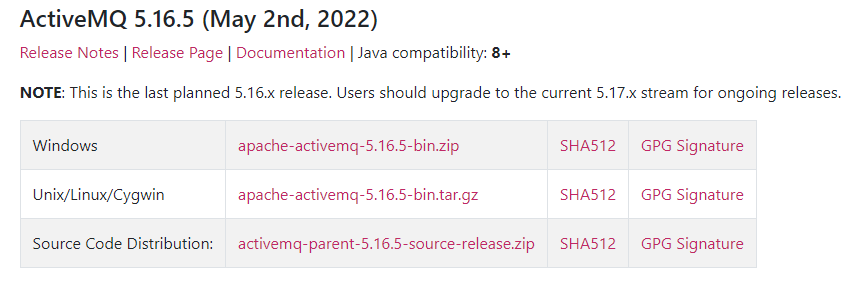 ActiveMQ 5.16.5 (May 2nd, 2022)
Release Notes | Release Page | Documentation | Java compatibility: 8+
NOTE: This is the last planned 5.16.x release. Users should upgrade to the current 5.17.x stream for ongoing releases.
Windows apache-activemq-5.16.5-bin.zip SHA512 GPG Signature
Unix/Linux/Cygwin apache-activemq-5.16.5-bin.tar.gz SHA512 GPG Signature
Source Code Distribution: activemq-parent-5.16.5-source-release.zip SHA512 GPG Signature